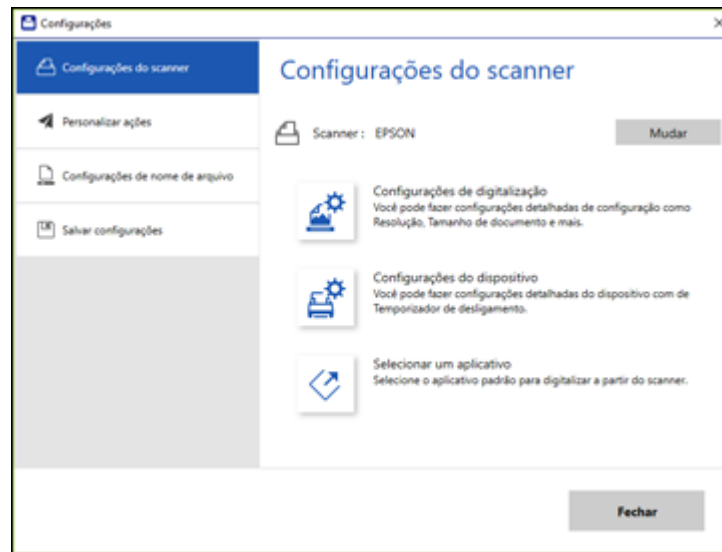 Configurações
Configurações do scanner
Personalizar ações
Configurações de nome de arquivo
Salvar configurações
Configurações do scanner
Scanner : EPSON
Mudar
Configurações de digitalização
Você pode fazer configurações detalhadas de configuração como
Resolução, Tamanho de documento e mais.
Configurações do dispositivo
Você pode fazer configurações detalhadas do dispositivo com de
Temporizador de desligamento.
Selecionar um aplicativo
Selecione o aplicativo padrão para digitalizar a partir do scanner.
Fechar